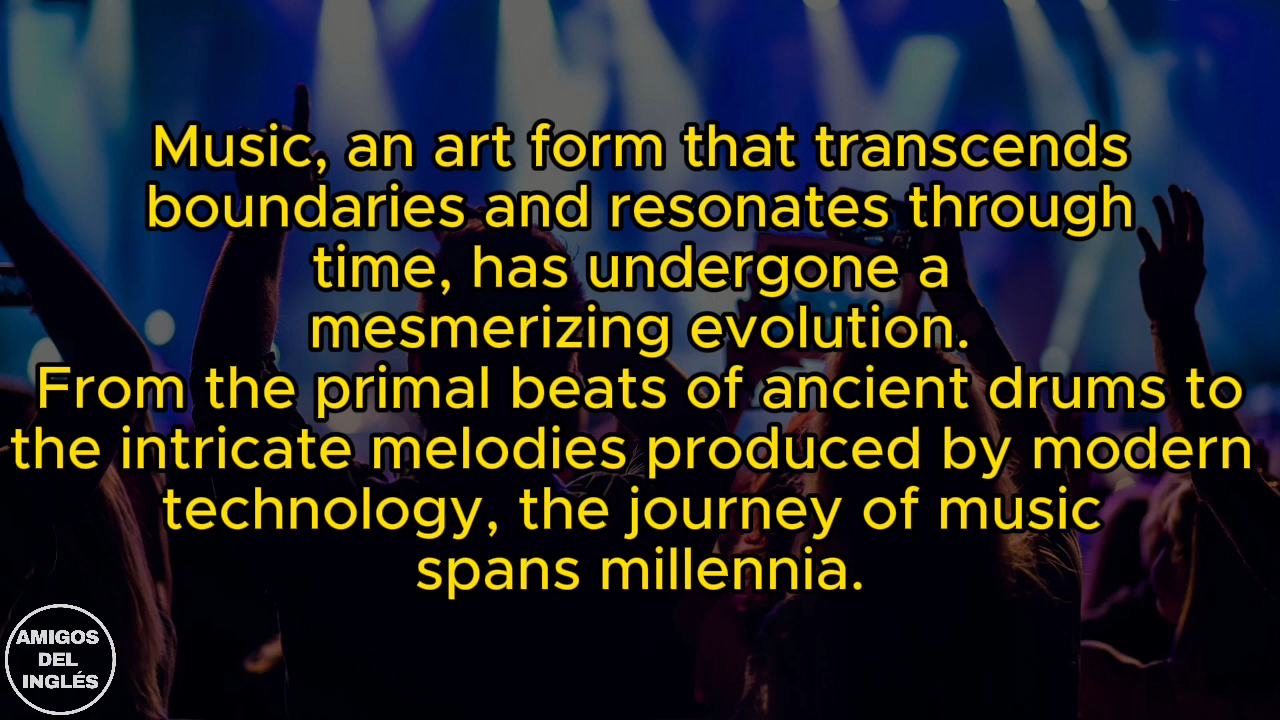 Music, an art form that transcends
boundaries and resonates through
time, has undergone a
mesmerizing evolution.
From the primal beats of ancient drums to
the intricate melodies produced by modern
technology, the journey of music
spans millennia.
AMIGOS
DEL
INGLÉS